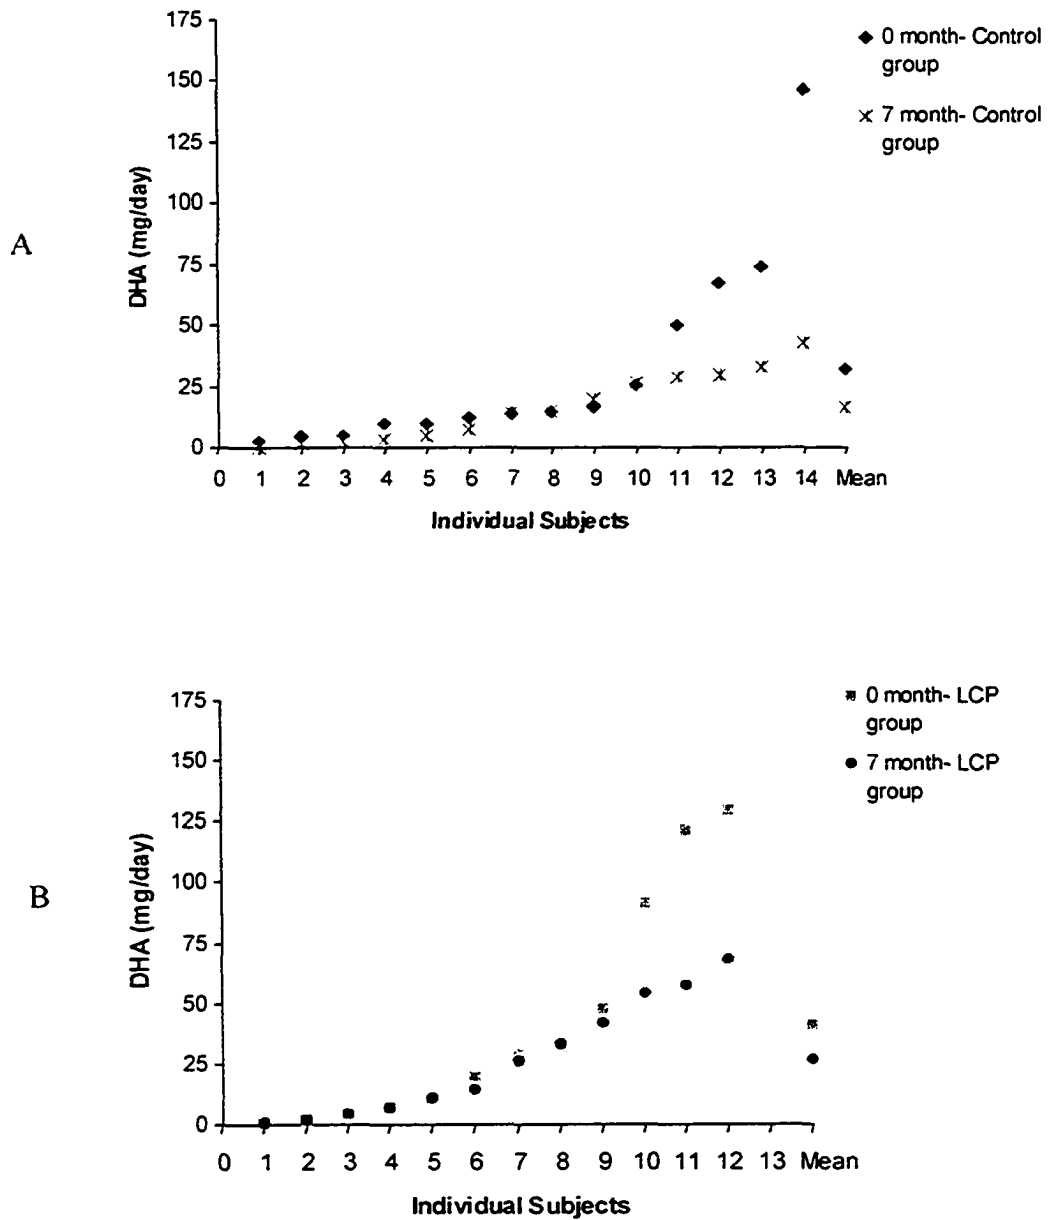 175
150
125
100
75
50
25
0
DHA (mg/day)
A
0 1 2 3 4 5 6 7 8 9 10 11 12 13 14 Mean
Individual Subjects
0 month- Control
group
7 month- Control
group
175
150
125
100
75
50
25
0
DHA (mg/day)
B
0 1 2 3 4 5 6 7 8 9 10 11 12 13 Mean
Individual Subjects
0 month- LCP
group
7 month- LCP
group